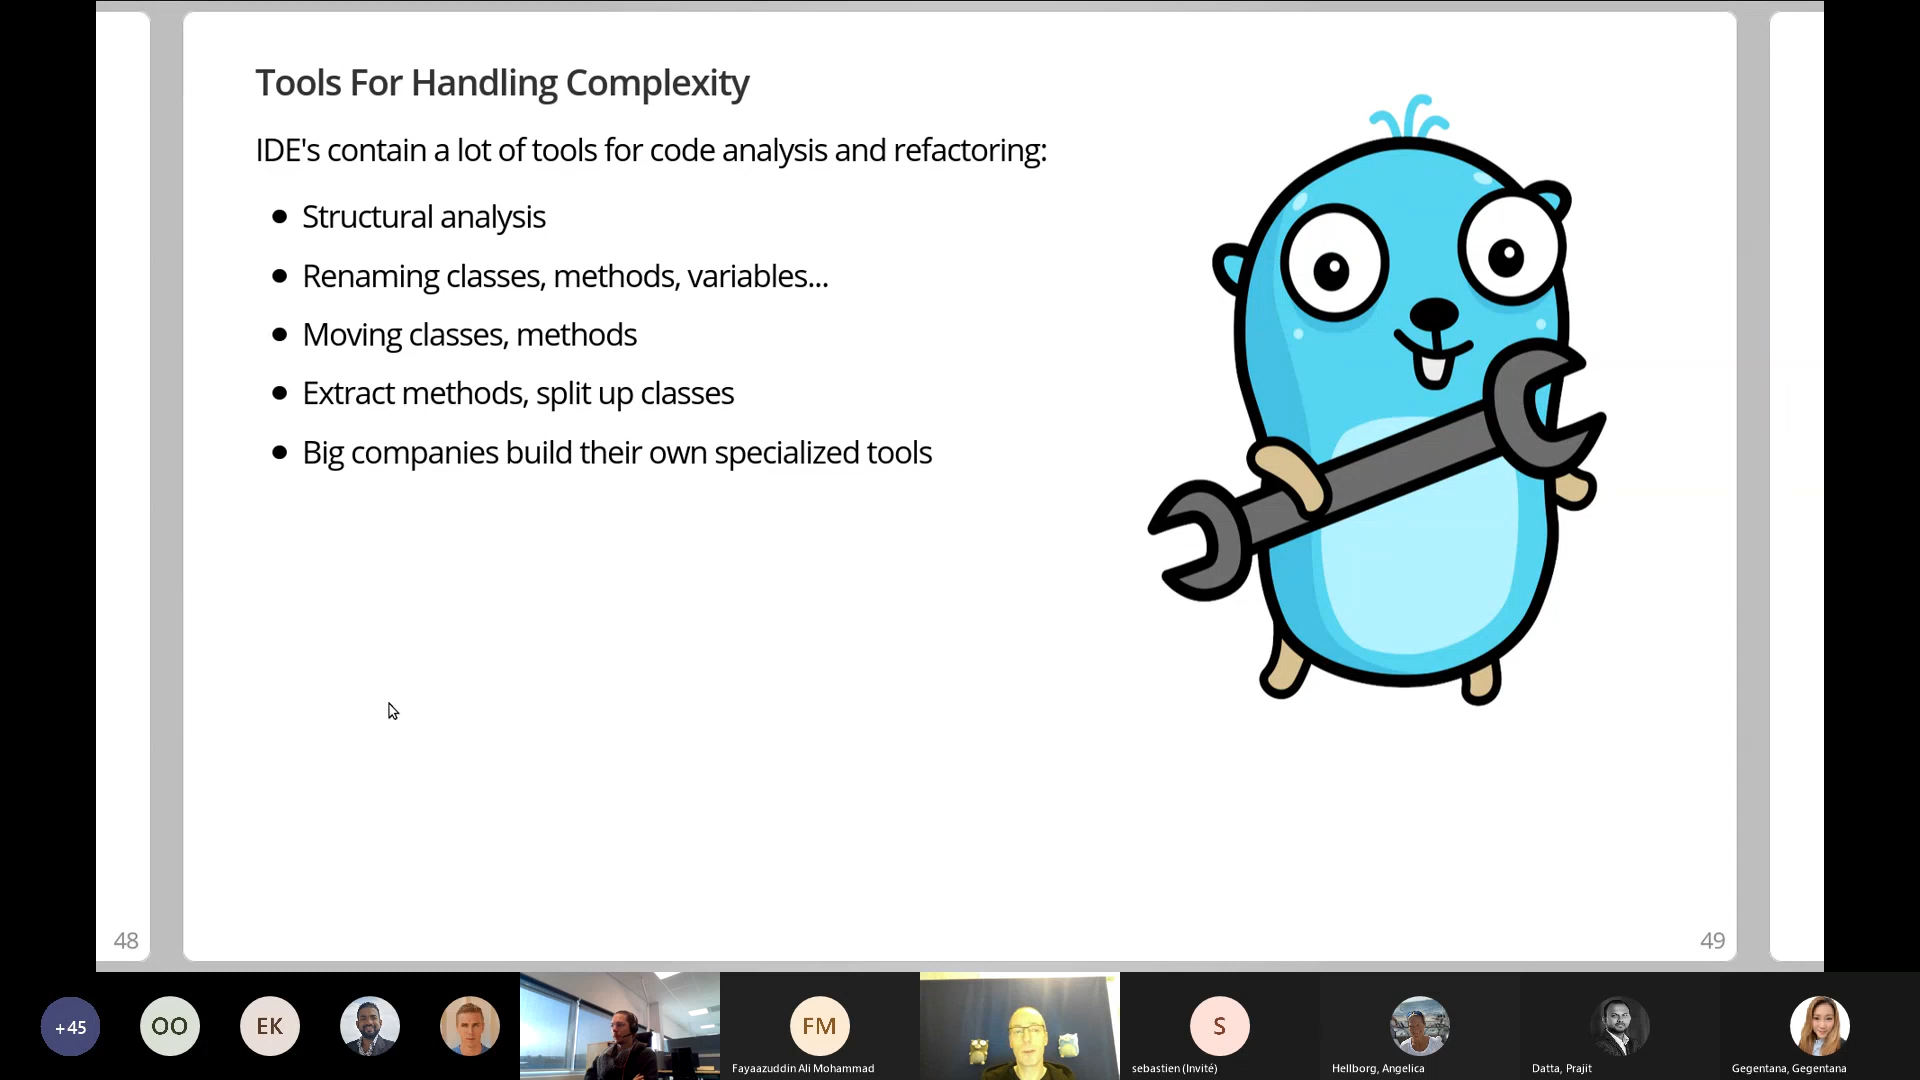 Tools For Handling Complexity
IDE's contain a lot of tools for code analysis and refactoring:
Structural analysis
Renaming classes, methods, variables...
Moving classes, methods
Extract methods, split up classes
Big companies build their own specialized tools
48
49
+45
OO
EK
FM
Fayaazuddin Ali Mohammad
S
sebastien (Invité)
Hellborg, Angelica
Datta, Prajit
Gegentana, Gegentana